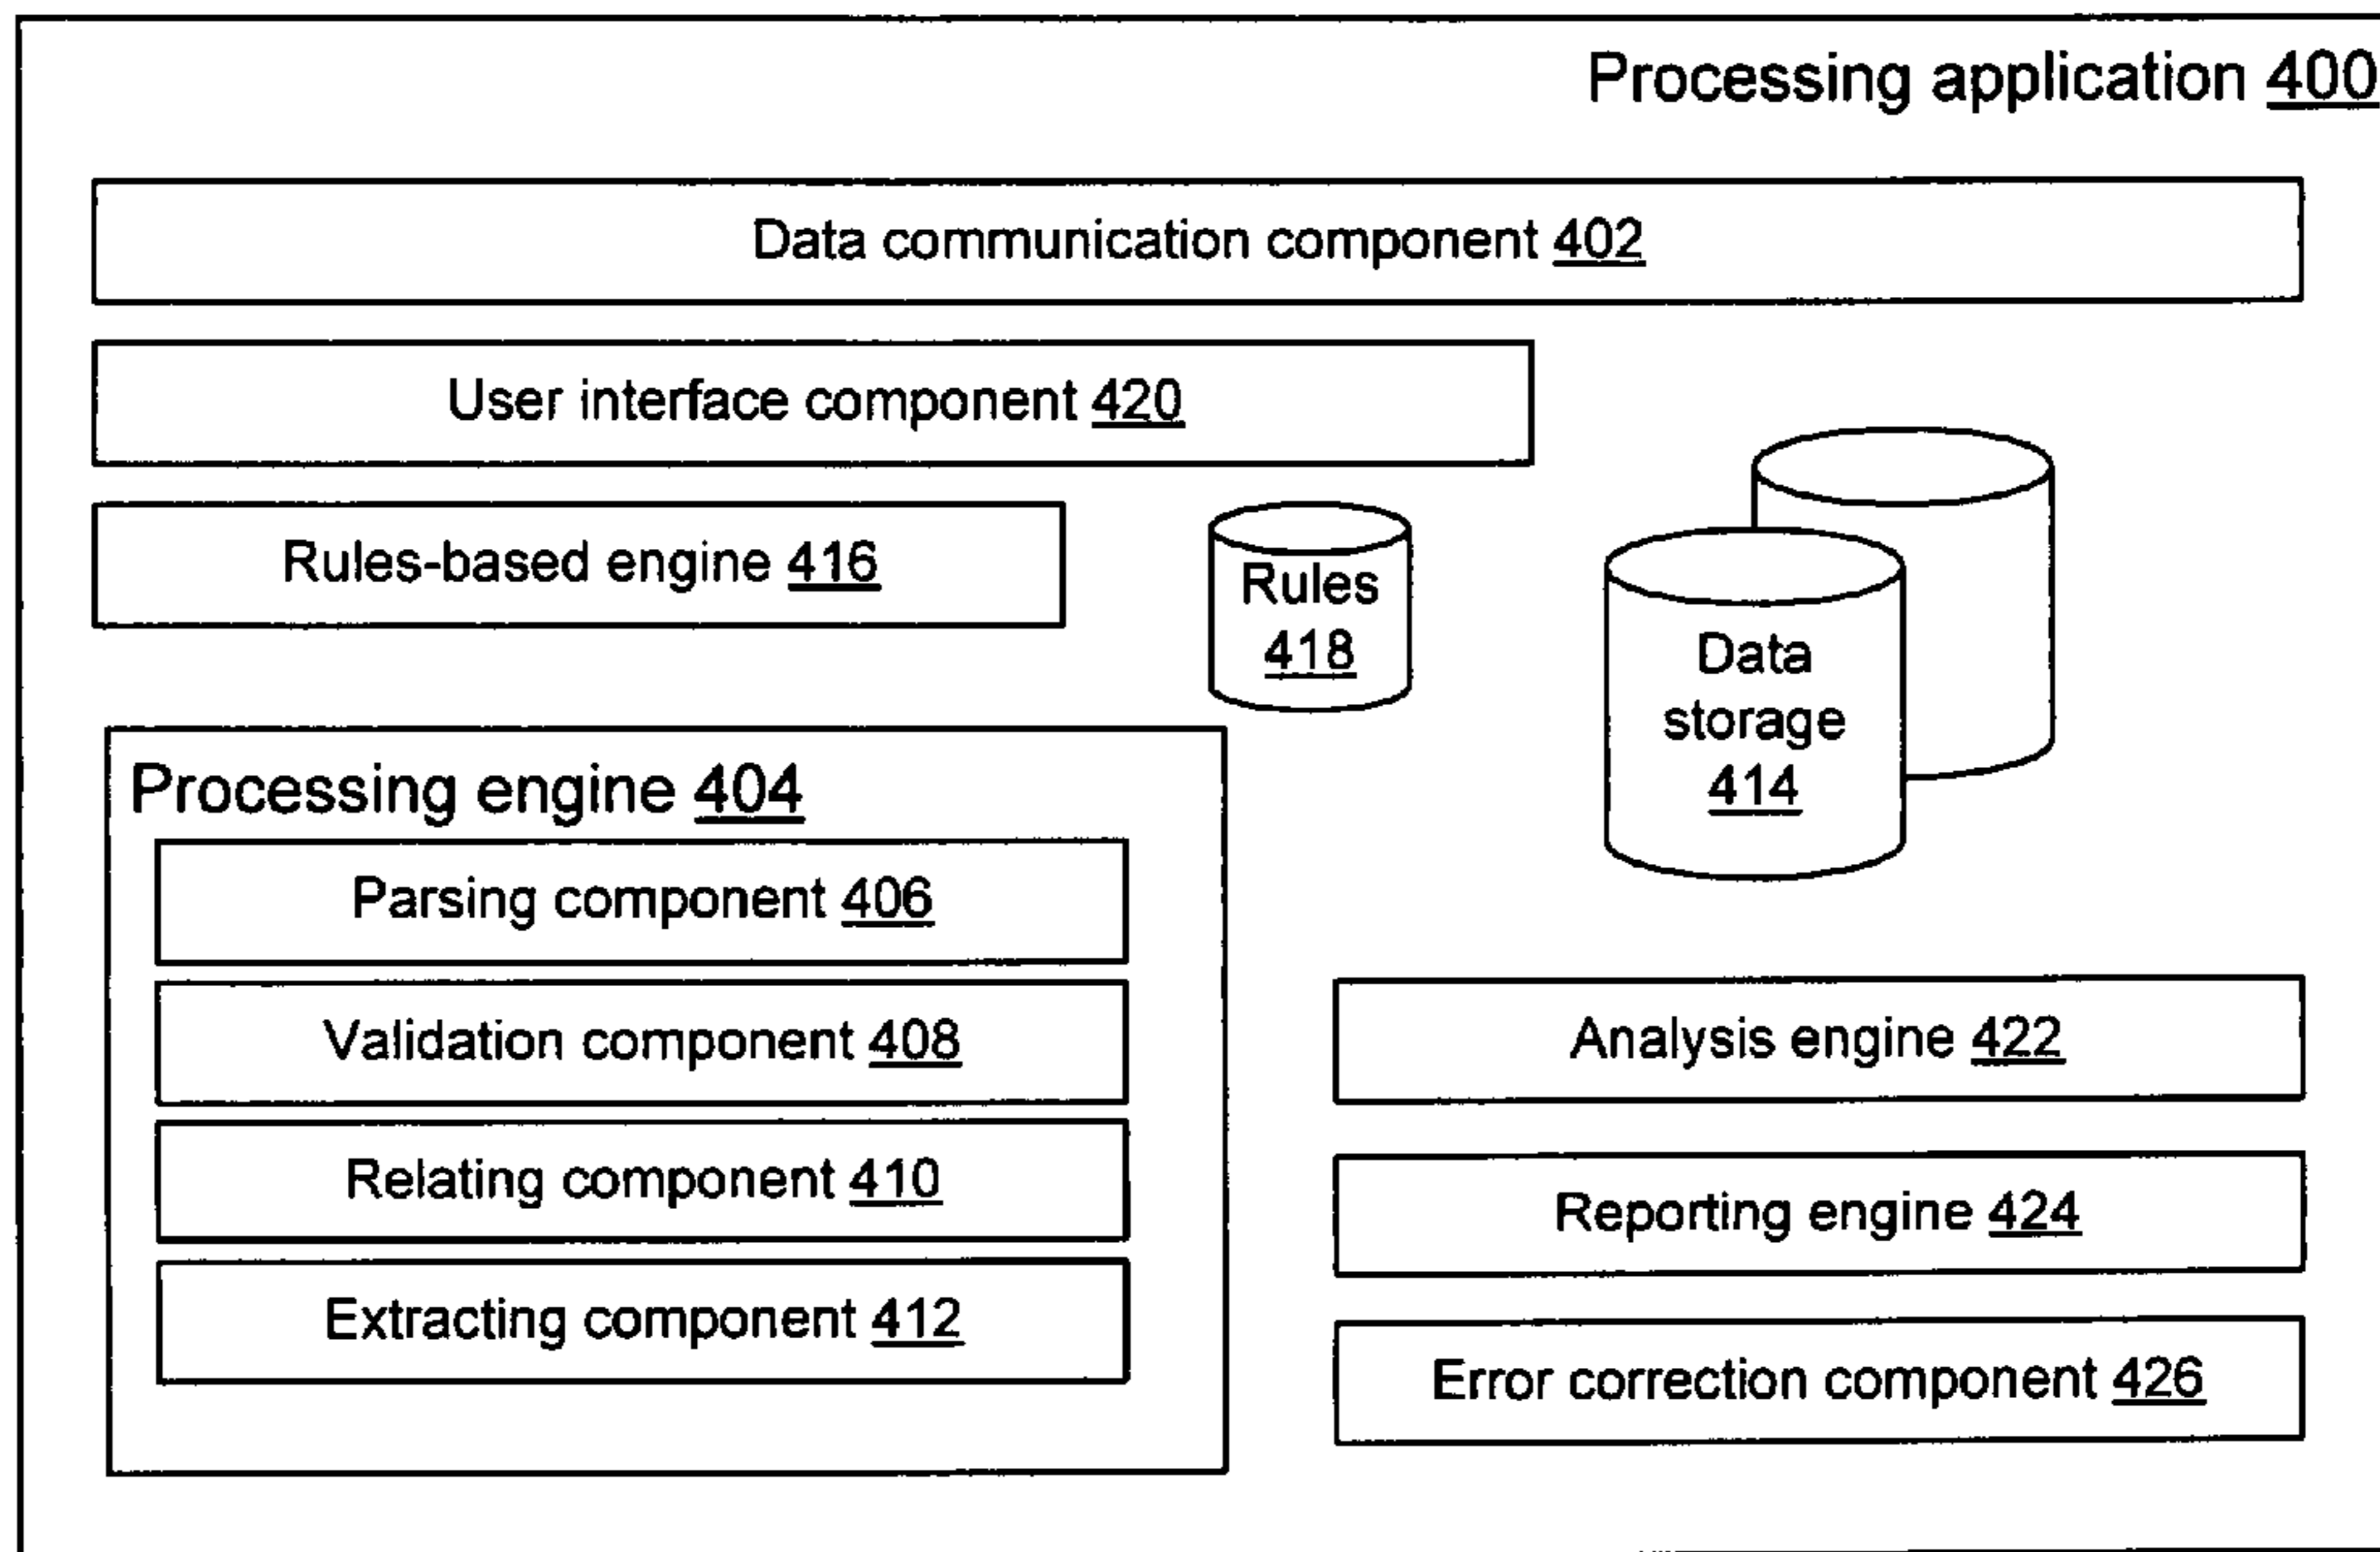 Processing application 400
Data communication component 402
User interface component 420
Rules-based engine 416
Rules
418
Data
storage
414
Processing engine 404
Parsing component 406
Validation component 408
Relating component 410
Extracting component 412
Analysis engine 422
Reporting engine 424
Error correction component 426